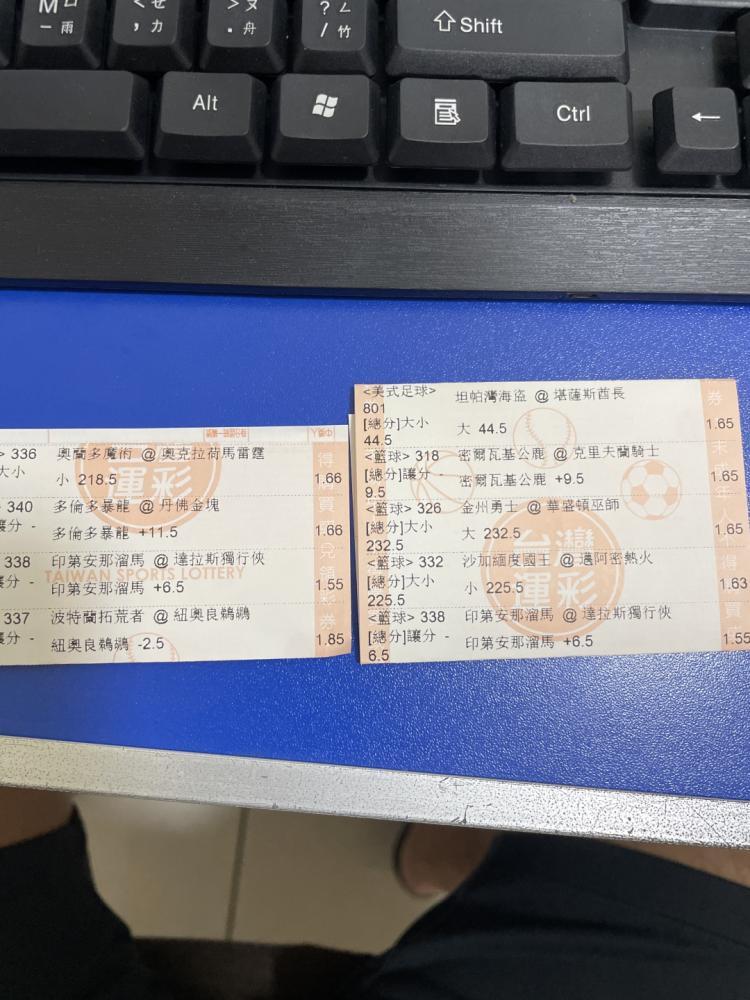 M ㄩ
一 雨
< ㄝ
, 力
> ㄡ
. 舟
? ㄥ
/ 竹
Shift
Alt
Ctrl
←
> 336 奧蘭多魔術 @ 奧克拉荷馬雷霆
大小
小 218.5 1.66
340 多倫多暴龍 @ 丹佛金塊
讓分 -
多倫多暴龍 +11.5 1.66
338 印第安那溜馬 @ 達拉斯獨行俠
讓分 -
印第安那溜馬 +6.5 1.55
337 波特蘭拓荒者 @ 紐奧良鵜鶘
讓分 -
紐奧良鵜鶘 -2.5 1.85
運彩
TAIWAN SPORTS LOTTERY
<美式足球>
801
坦帕灣海盜 @ 堪薩斯酋長
[總分]大小
44.5
大 44.5 1.65
<籃球> 318 密爾瓦基公鹿 @ 克里夫蘭騎士
[總分]讓分 -
9.5
密爾瓦基公鹿 +9.5 1.65
<籃球> 326 金州勇士 @ 華盛頓巫師
[總分]大小
232.5
大 232.5 1.65
<籃球> 332 沙加緬度國王 @ 邁阿密熱火
[總分]大小
225.5
小 225.5 1.63
<籃球> 338 印第安那溜馬 @ 達拉斯獨行俠
[總分]讓分 -
6.5
印第安那溜馬 +6.5 1.55
台灣
運彩